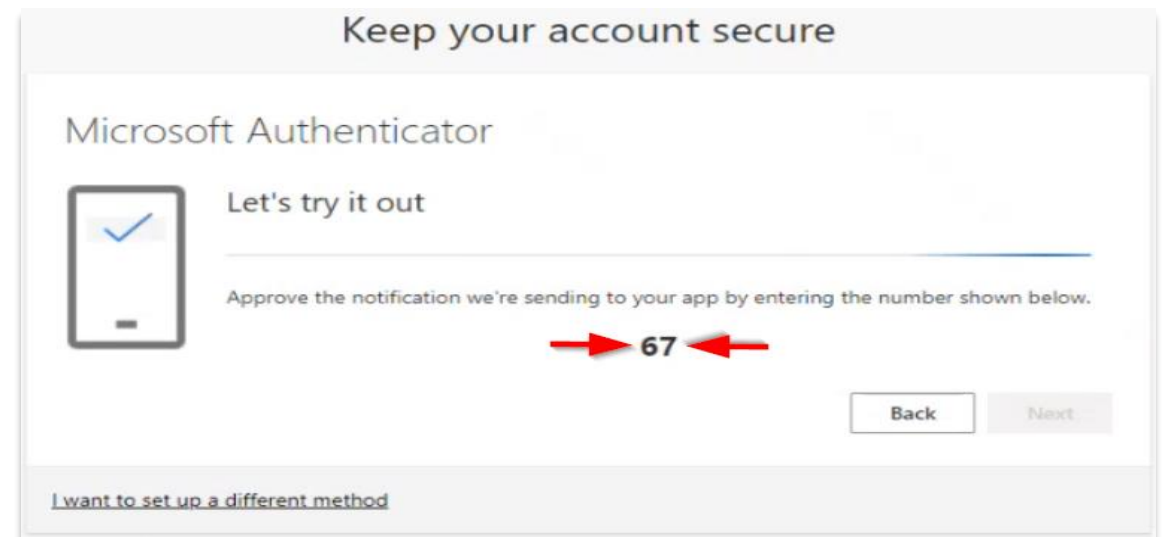 Keep your account secure
Microsoft Authenticator
Let's try it out
Approve the notification we're sending to your app by entering the number shown below.
67
Back
Next
I want to set up a different method